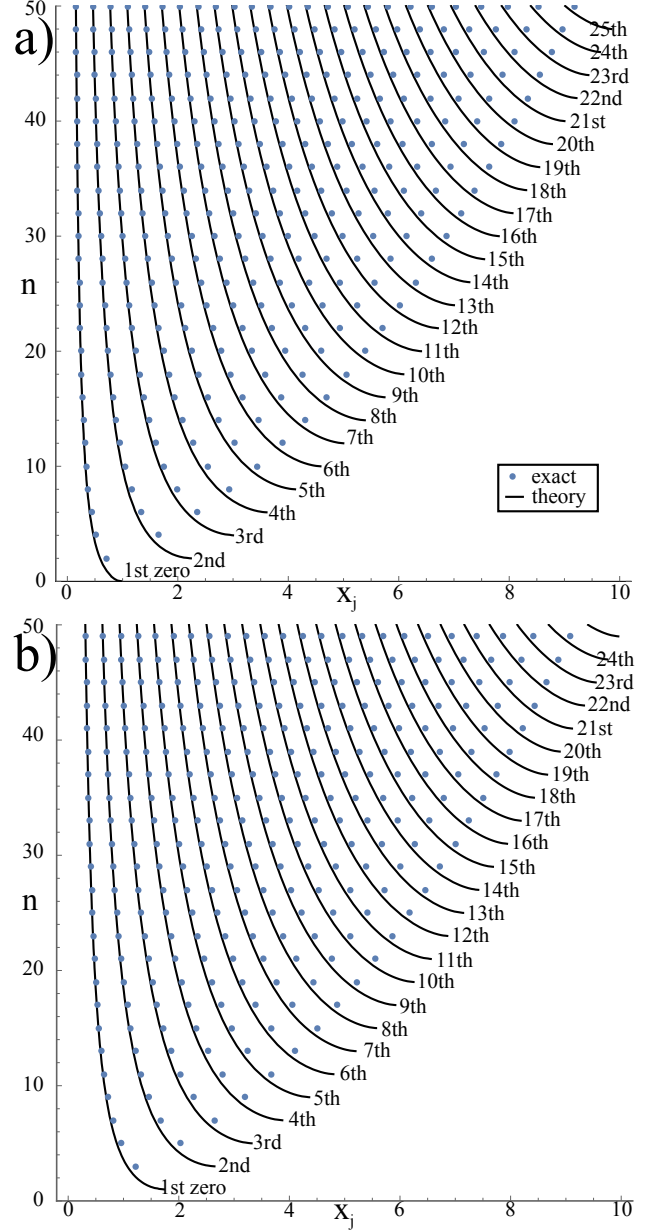 a)
50
40
30
20
10
0
n
25th
24th
23rd
22nd
21st
20th
19th
18th
17th
16th
15th
14th
13th
12th
11th
10th
9th
8th
7th
6th
5th
4th
3rd
2nd
1st zero
exact
theory
0 2 4 6 8 10
xj
b)
50
40
30
20
10
0
n
24th
23rd
22nd
21st
20th
19th
18th
17th
16th
15th
14th
13th
12th
11th
10th
9th
8th
7th
6th
5th
4th
3rd
2nd
1st zero
0 2 4 6 8 10
xj